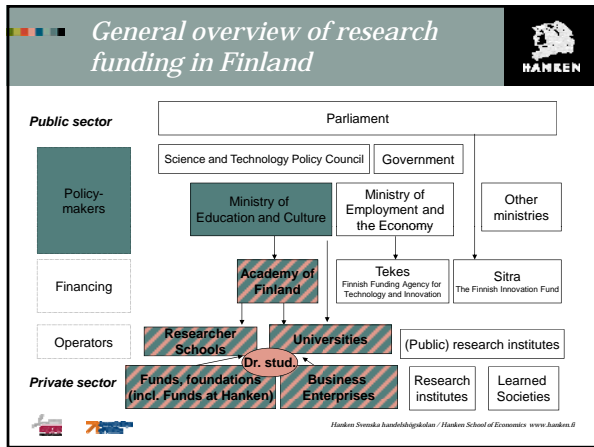 General overview of research
funding in Finland
HANKEN
Public sector
Parliament
Science and Technology Policy Council
Government
Policy-
makers
Ministry of
Education and Culture
Ministry of
Employment and
the Economy
Other
ministries
Financing
Academy of
Finland
Tekes
Finnish Funding Agency for
Technology and Innovation
Sitra
The Finnish Innovation Fund
Operators
Researcher
Schools
Universities
(Public) research institutes
Dr. stud.
Private sector
Funds, foundations
(incl. Funds at Hanken)
Business
Enterprises
Research
institutes
Learned
Societies
Hanken Svenska handelshögskolan / Hanken School of Economics www.hanken.fi